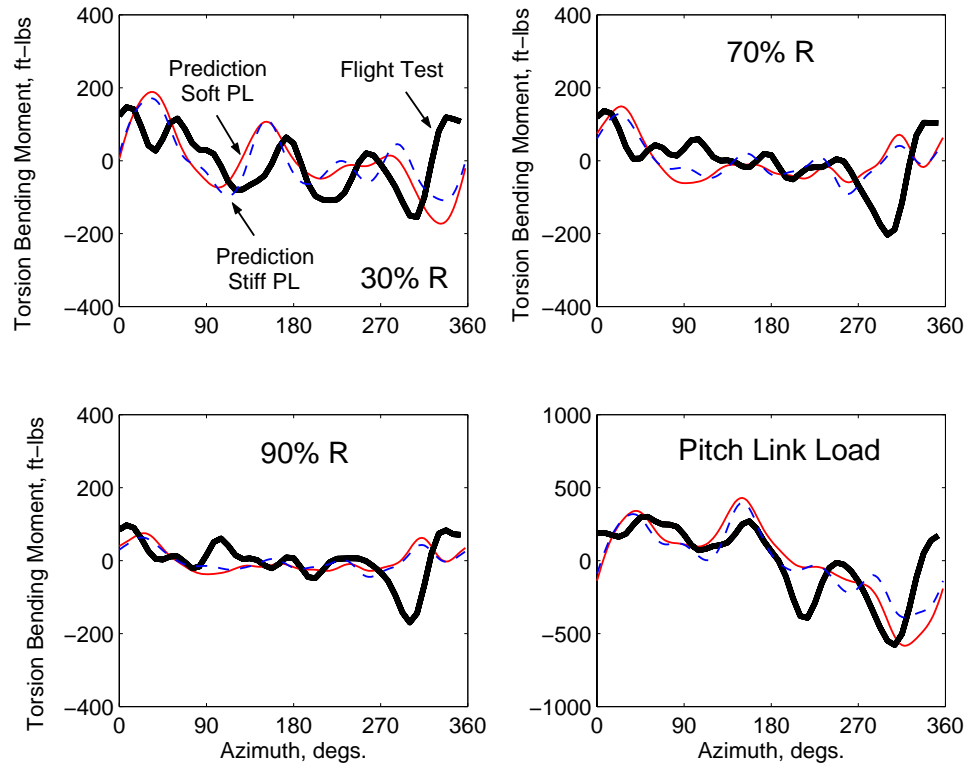 Torsion Bending Moment, ft−lbs
400
200
0
−200
−400
0
90
180
270
360
Prediction
Soft PL
Flight Test
Prediction
Stiff PL
30% R
Torsion Bending Moment, ft−lbs
400
200
0
−200
−400
0
90
180
270
360
70% R
Torsion Bending Moment, ft−lbs
400
200
0
−200
−400
0
90
180
270
360
Azimuth, degs.
90% R
1000
500
0
−500
−1000
0
90
180
270
360
Azimuth, degs.
Pitch Link Load